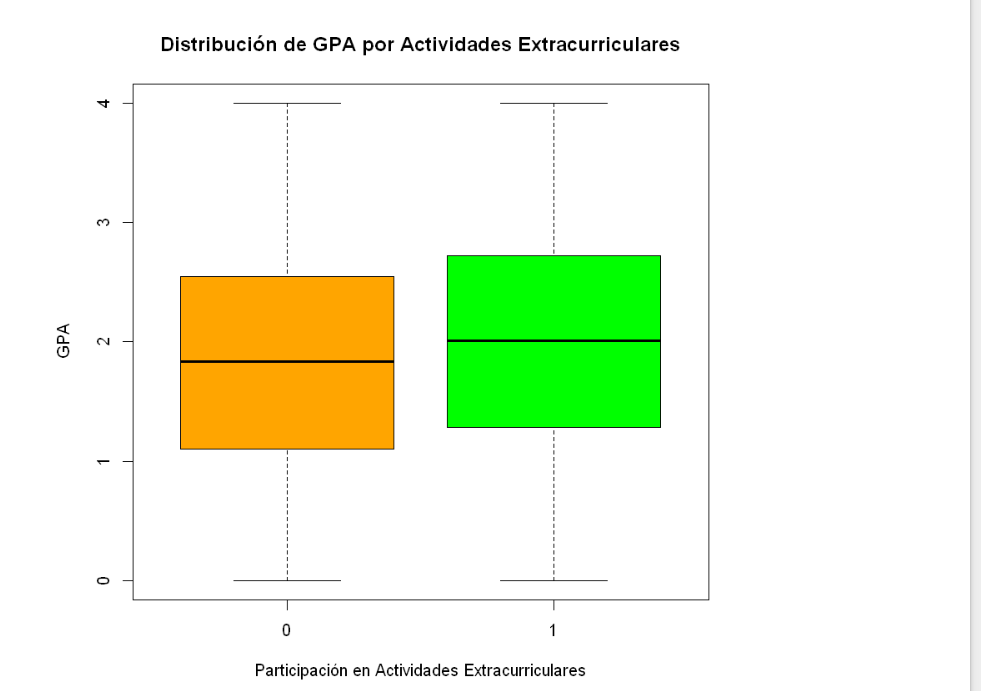 Distribución de GPA por Actividades Extracurriculares
4
3
2
1
0
GPA
0 1
Participación en Actividades Extracurriculares